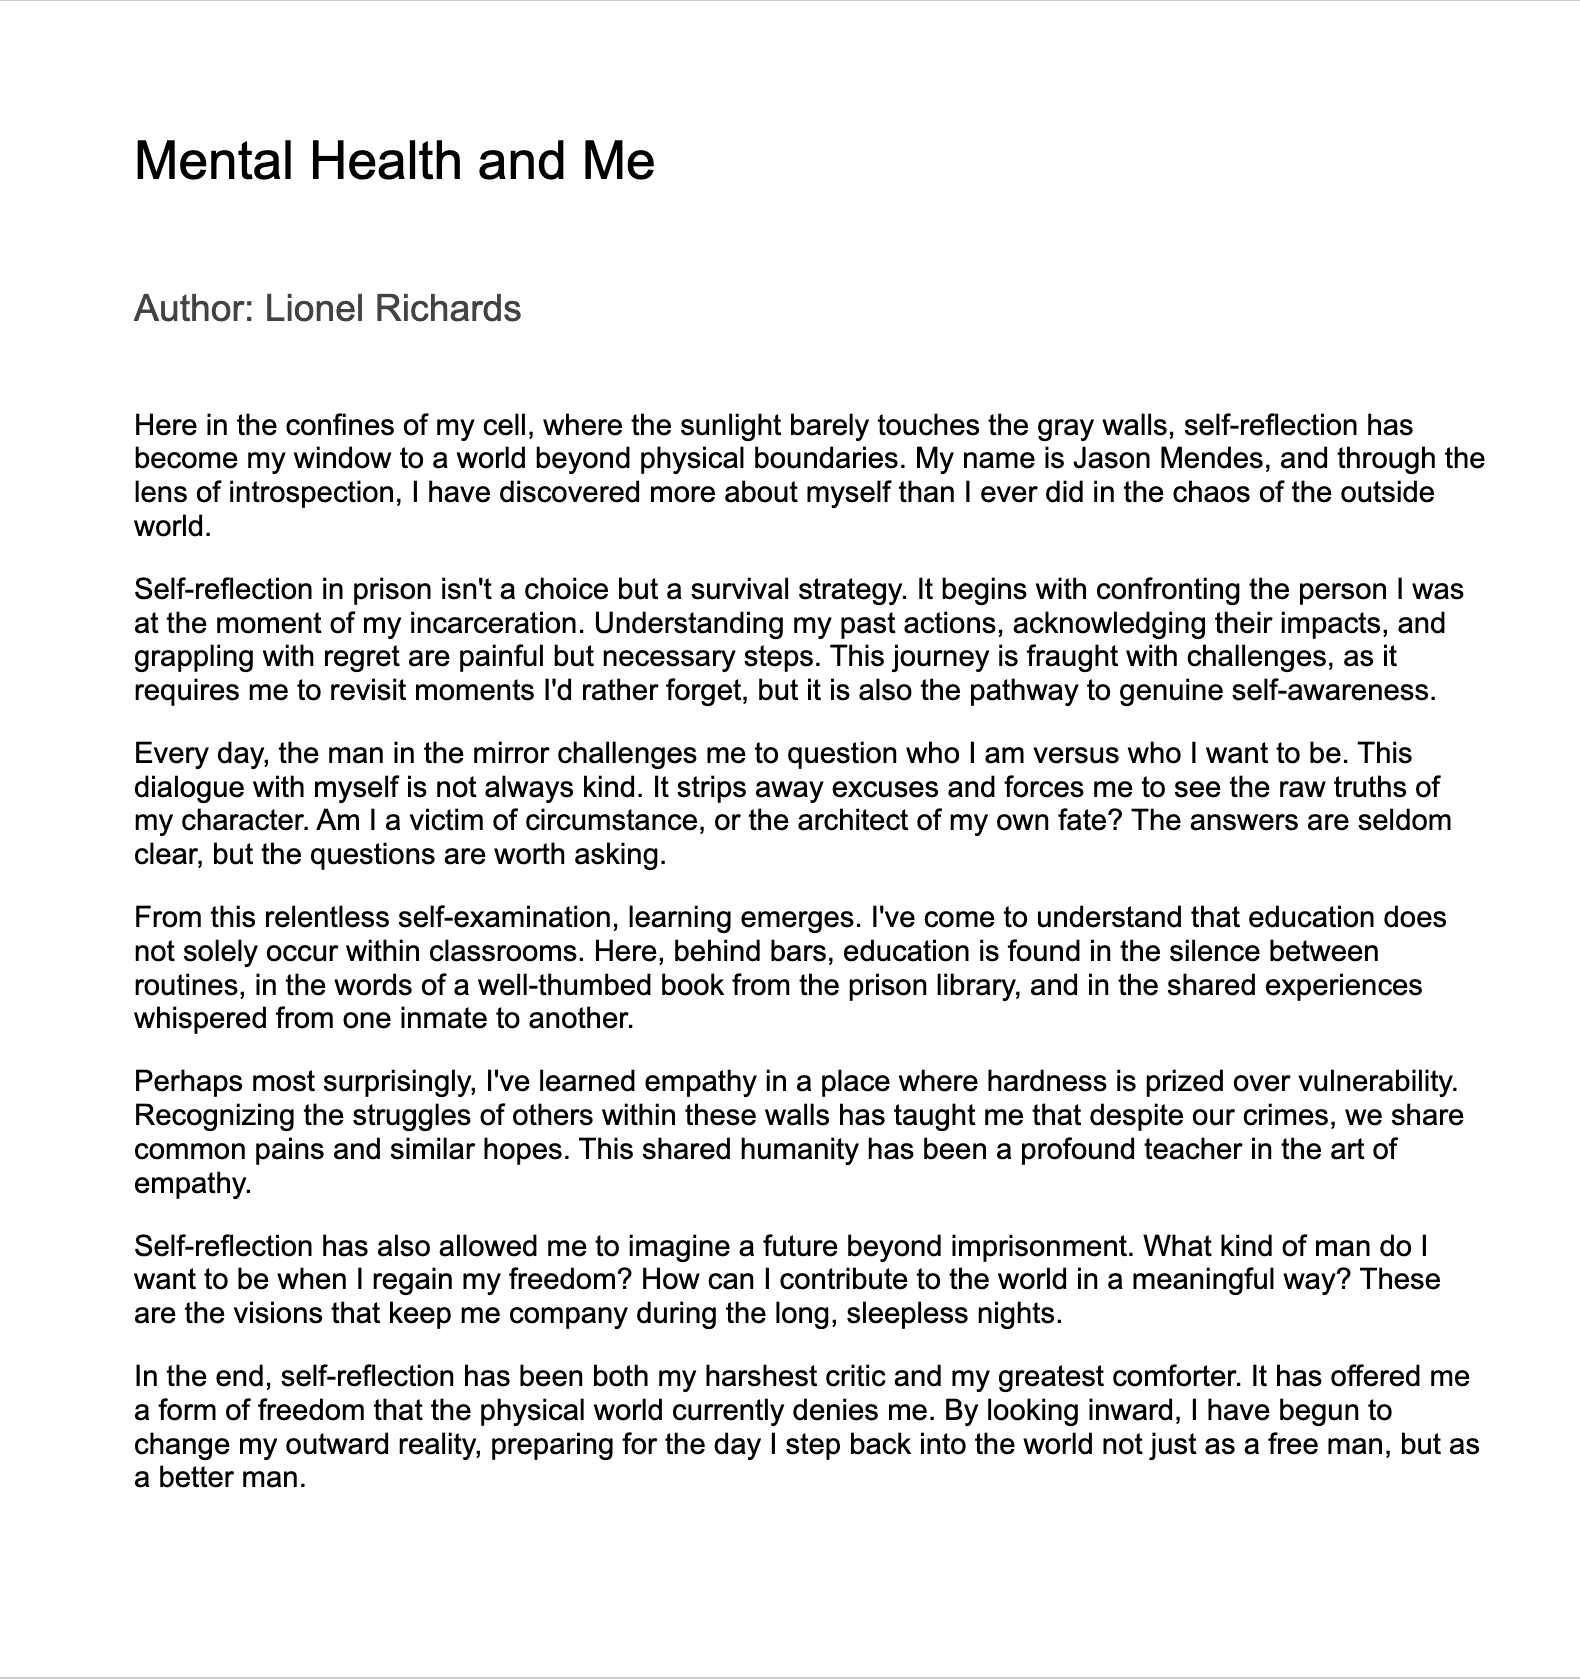 Mental Health and Me
Author: Lionel Richards
Here in the confines of my cell, where the sunlight barely touches the gray walls, self-reflection has
become my window to a world beyond physical boundaries. My name is Jason Mendes, and through the
lens of introspection, I have discovered more about myself than I ever did in the chaos of the outside
world.
Self-reflection in prison isn't a choice but a survival strategy. It begins with confronting the person I was
at the moment of my incarceration. Understanding my past actions, acknowledging their impacts, and
grappling with regret are painful but necessary steps. This journey is fraught with challenges, as it
requires me to revisit moments I'd rather forget, but it is also the pathway to genuine self-awareness.
Every day, the man in the mirror challenges me to question who I am versus who I want to be. This
dialogue with myself is not always kind. It strips away excuses and forces me to see the raw truths of
my character. Am I a victim of circumstance, or the architect of my own fate? The answers are seldom
clear, but the questions are worth asking.
From this relentless self-examination, learning emerges. I've come to understand that education does
not solely occur within classrooms. Here, behind bars, education is found in the silence between
routines, in the words of a well-thumbed book from the prison library, and in the shared experiences
whispered from one inmate to another.
Perhaps most surprisingly, I've learned empathy in a place where hardness is prized over vulnerability.
Recognizing the struggles of others within these walls has taught me that despite our crimes, we share
common pains and similar hopes. This shared humanity has been a profound teacher in the art of
empathy.
Self-reflection has also allowed me to imagine a future beyond imprisonment. What kind of man do I
want to be when I regain my freedom? How can I contribute to the world in a meaningful way? These
are the visions that keep me company during the long, sleepless nights.
In the end, self-reflection has been both my harshest critic and my greatest comforter. It has offered me
a form of freedom that the physical world currently denies me. By looking inward, I have begun to
change my outward reality, preparing for the day I step back into the world not just as a free man, but as
a better man.